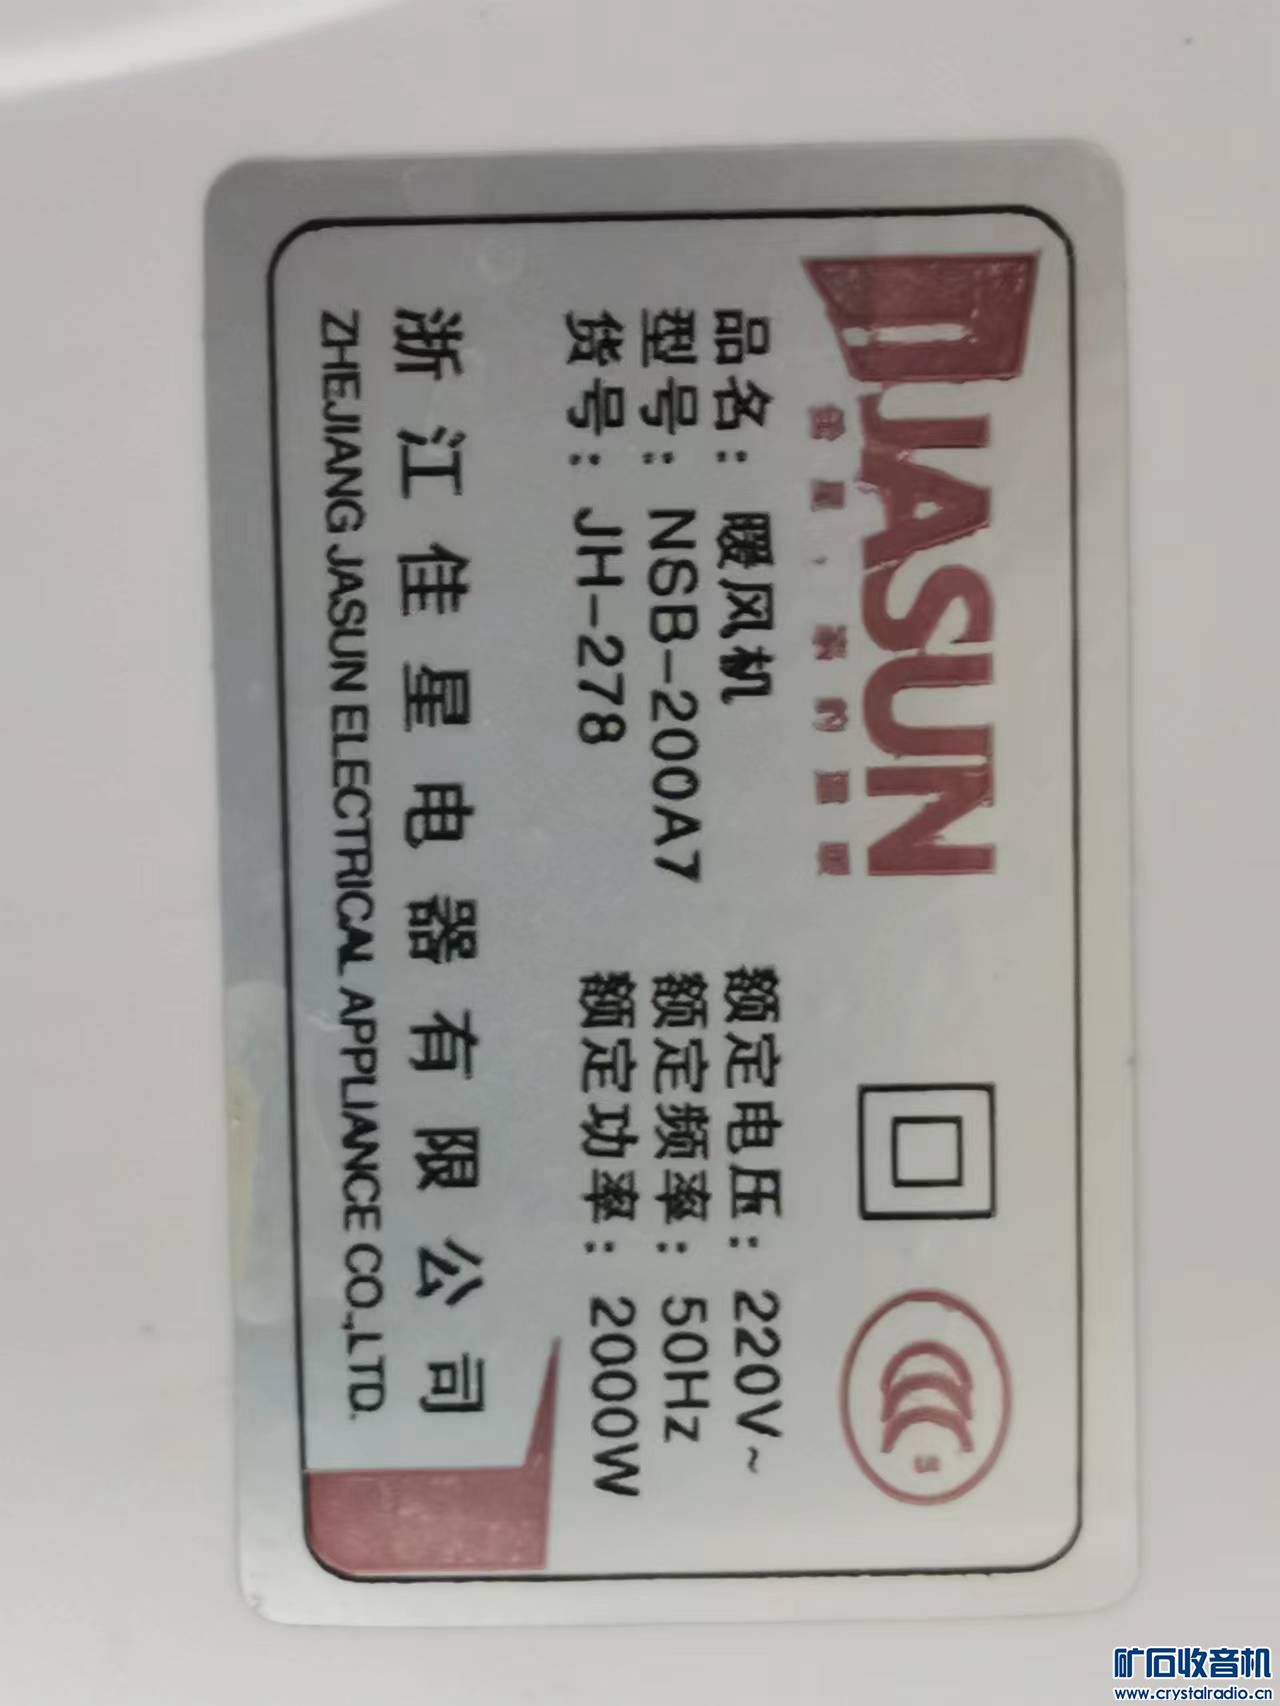 JASUN
品名：暖风机
型号：NSB-200A7
货号：JH-278
额定电压：220V~
额定频率：50Hz
额定功率：2000W
浙江佳星电器有限公司
ZHEJIANG JASUN ELECTRICAL APPLIANCE CO.,LTD.
矿石收音机
www.crystalradio.cn